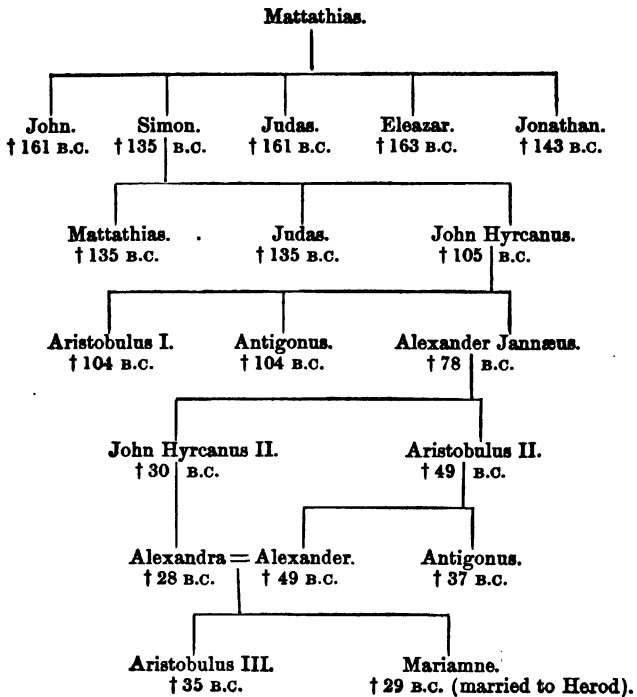 Mattathias.
John. Simon. Judas. Eleazar. Jonathan.
† 161 B.C. † 135 B.C. † 161 B.C. † 163 B.C. † 143 B.C.
Mattathias. Judas. John Hyrcanus.
† 135 B.C. † 135 B.C. † 105 B.C.
Aristobulus I. Antigonus. Alexander Jannæus.
† 104 B.C. † 104 B.C. † 78 B.C.
John Hyrcanus II. Aristobulus II.
† 30 B.C. † 49 B.C.
Alexandra = Alexander. Antigonus.
† 28 B.C. † 49 B.C. † 37 B.C.
Aristobulus III. Mariamne.
† 35 B.C. † 29 B.C. (married to Herod).